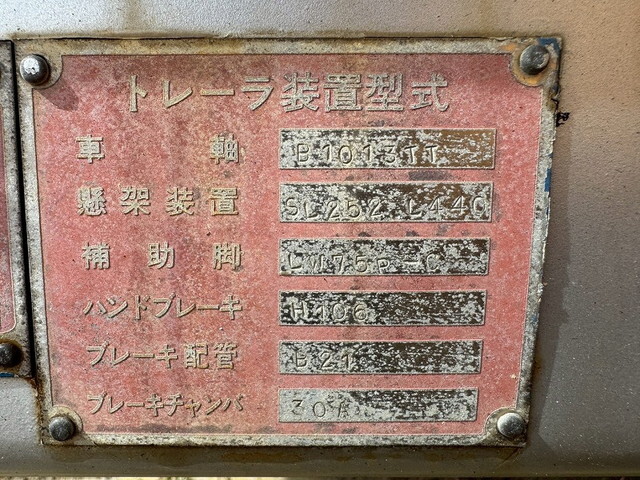 トレーラ装置型式
車軸 B1013TT
懸架装置 SL252 L440
補助脚
ハンドブレーキ H106
ブレーキ配管 B21
ブレーキチャンバ 30A